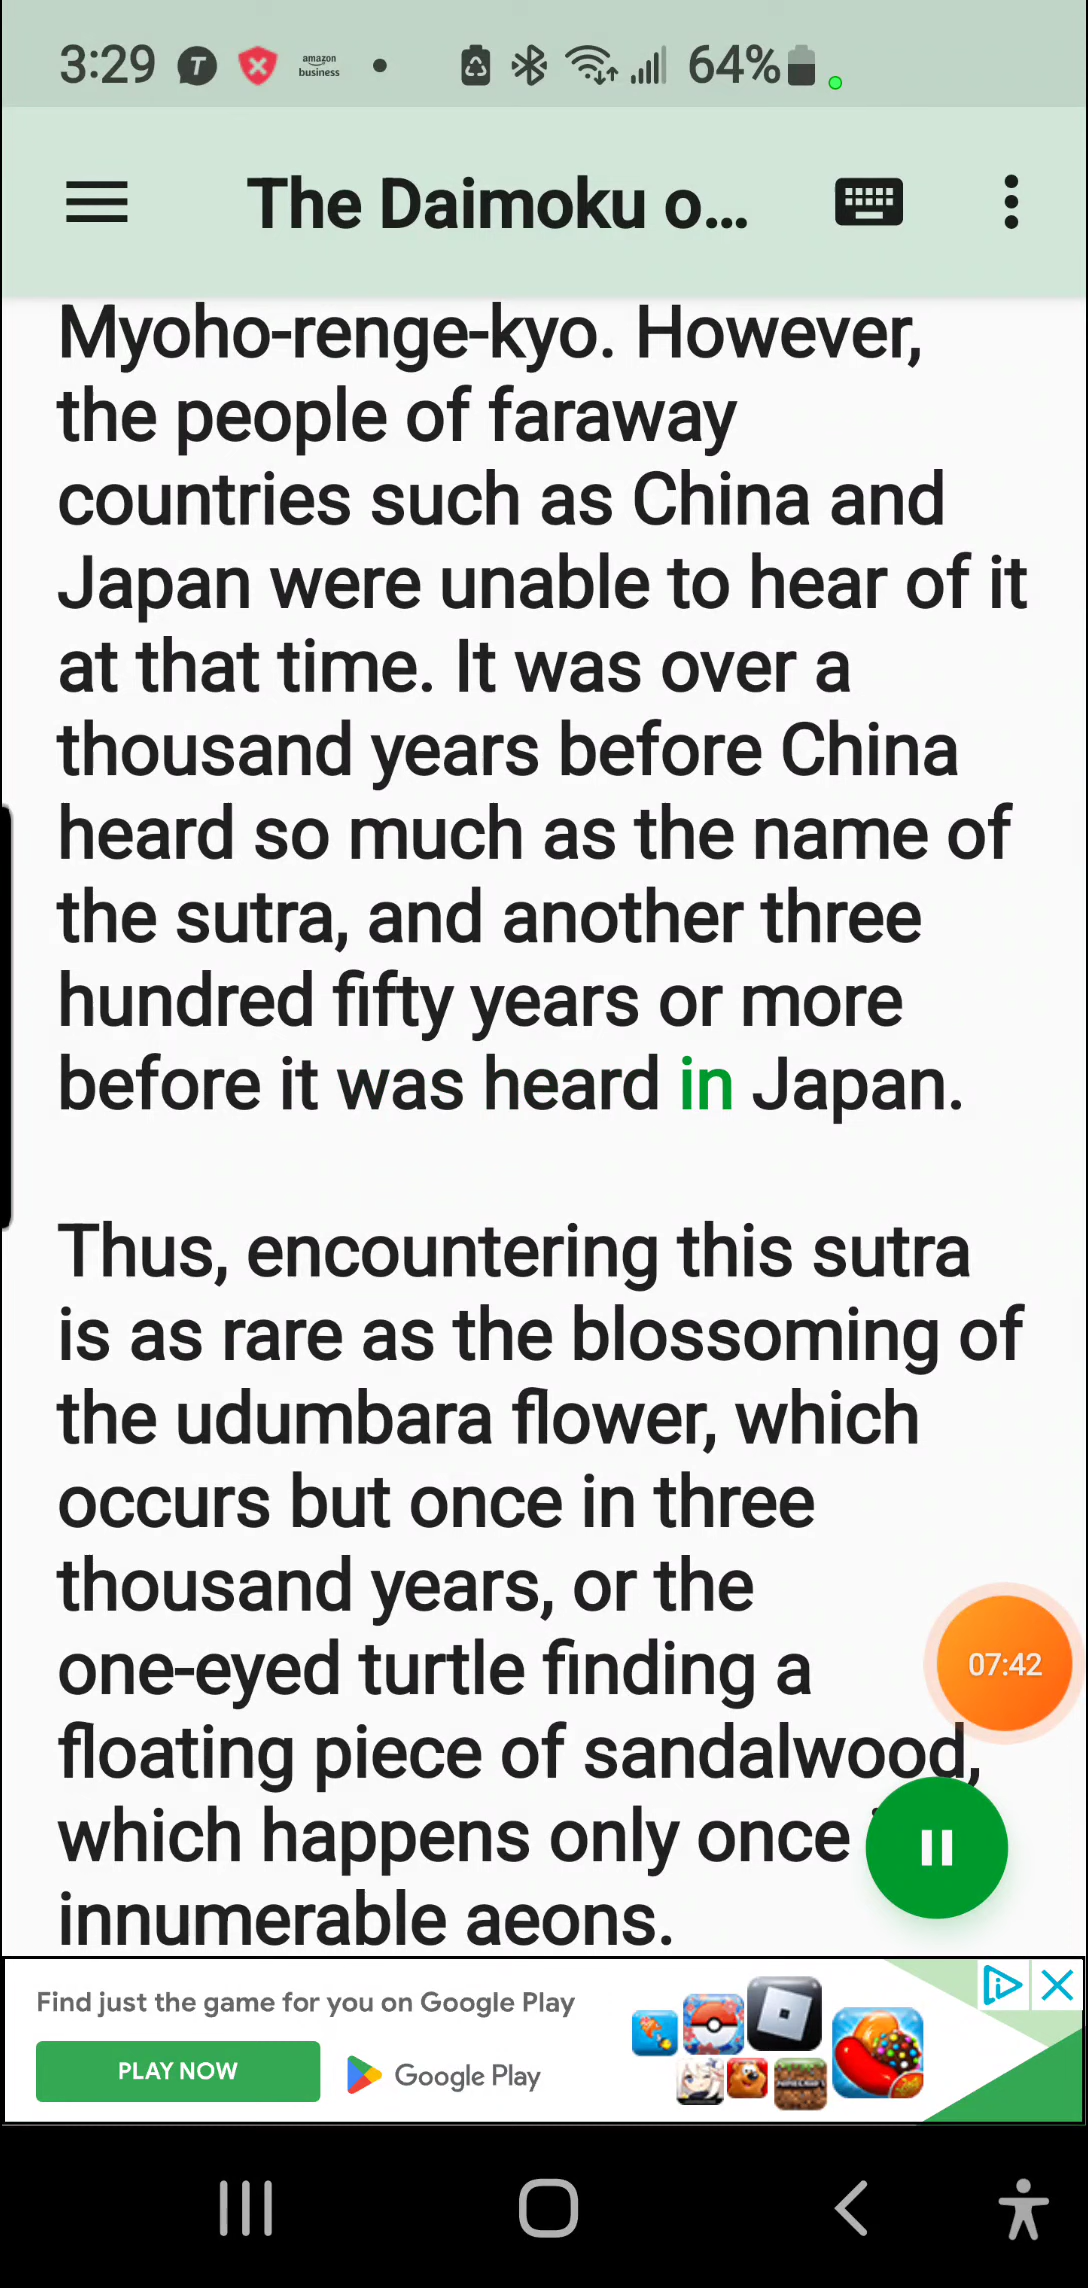 3:29
T
amazon
business
64%
The Daimoku o...
Myoho-renge-kyo. However,
the people of faraway
countries such as China and
Japan were unable to hear of it
at that time. It was over a
thousand years before China
heard so much as the name of
the sutra, and another three
hundred fifty years or more
before it was heard in Japan.
Thus, encountering this sutra
is as rare as the blossoming of
the udumbara flower, which
occurs but once in three
thousand years, or the
one-eyed turtle finding a
07:42
floating piece of sandalwood,
which happens only once
innumerable aeons.
Find just the game for you on Google Play
PLAY NOW
Google Play